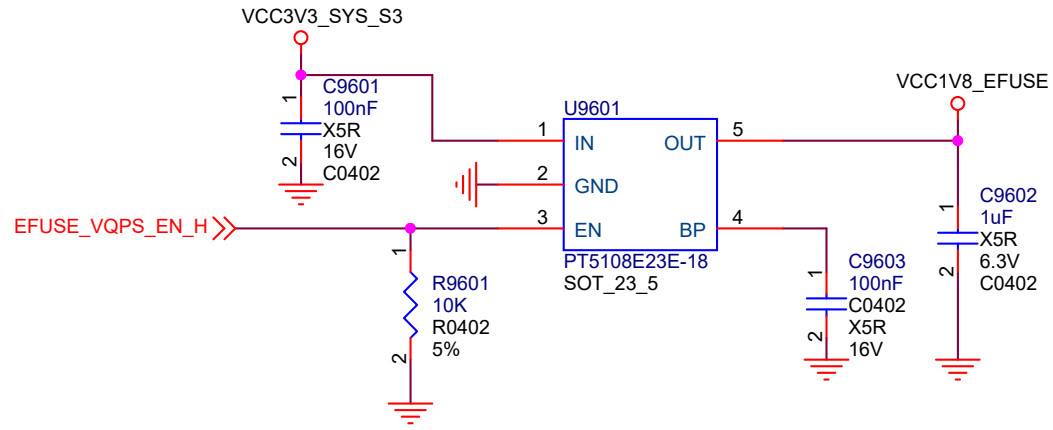 VCC3V3_SYS_S3
1
C9601
100nF
X5R
16V
C0402
2
U9601
1
IN
OUT
5
VCC1V8_EFUSE
2
GND
EFUSE_VQPS_EN_H
3
EN
BP
4
PT5108E23E-18
SOT_23_5
1
R9601
10K
R0402
5%
2
1
C9603
100nF
C0402
X5R
16V
2
1
C9602
1uF
X5R
6.3V
C0402
2